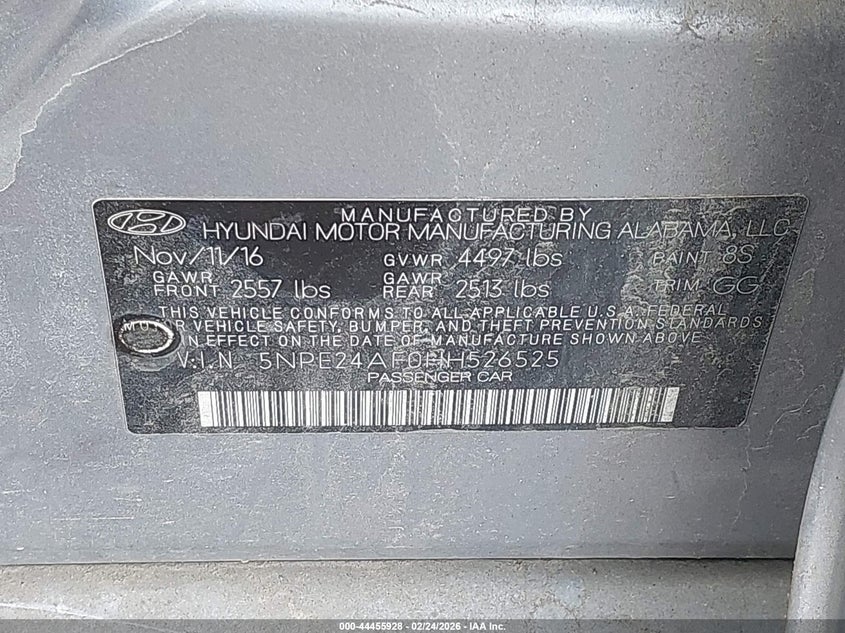 MANUFACTURED BY
HYUNDAI MOTOR MANUFACTURING ALABAMA, LLC
Nov/11/16 GVWR 4497 lbs PAINT 8S
GAWR FRONT 2557 lbs GAWR REAR 2513 lbs TRIM GG
THIS VEHICLE CONFORMS TO ALL APPLICABLE U.S.A. FEDERAL
MOTOR VEHICLE SAFETY, BUMPER, AND THEFT PREVENTION STANDARDS
IN EFFECT ON THE DATE OF MANUFACTURE SHOWN ABOVE.
V.I.N 5NPE24AF0HH526525
PASSENGER CAR
000-44455928 - 02/24/2026 - IAA Inc.